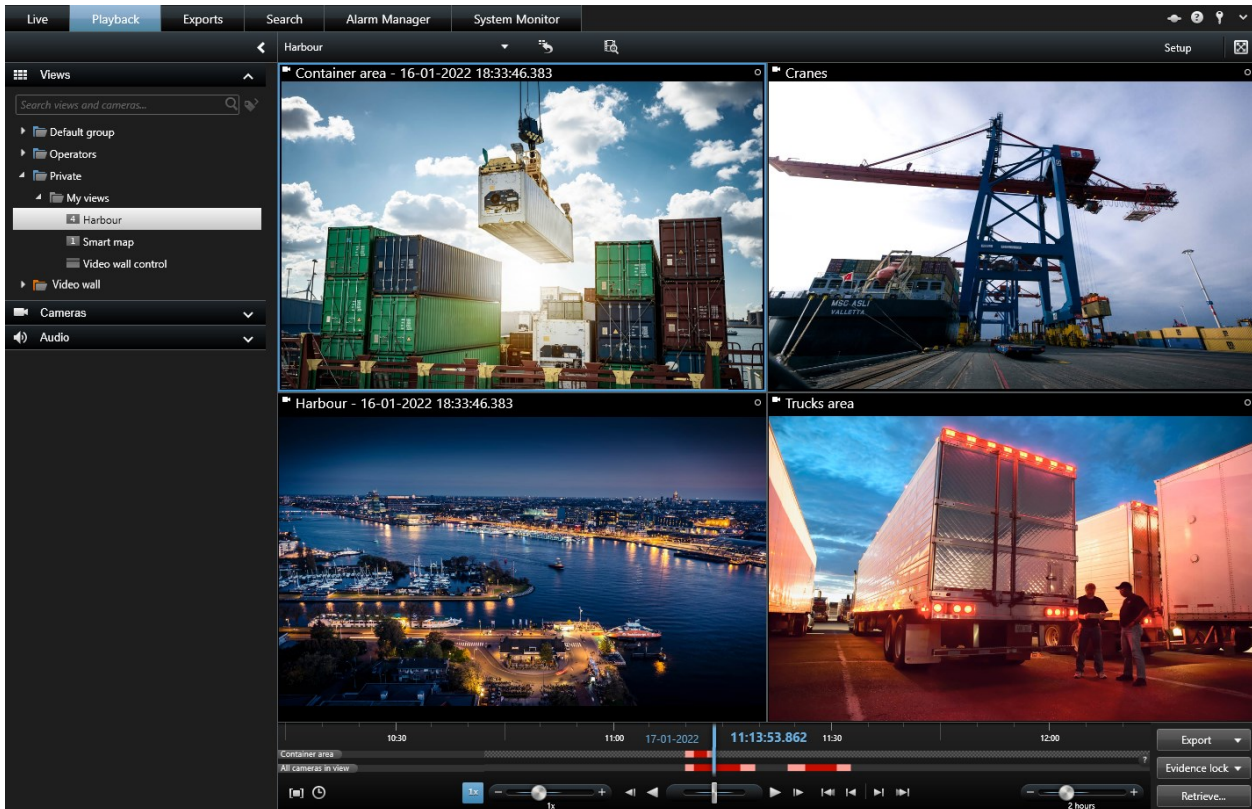 Live Playback Exports Search Alarm Manager System Monitor
Harbour Setup
Views
Search views and cameras...
Default group
Operators
Private
My views
4 Harbour
1 Smart map
Video wall control
Video wall
Cameras
Audio
Container area - 16-01-2022 18:33:46.383
Cranes
MSC ASLI
VALLETTA
Harbour - 16-01-2022 18:33:46.383
Trucks area
10:30 11:00 17-01-2022 11:13:53.862 11:30 12:00
Container area
All cameras in view
1x
1x
2 hours
Export
Evidence lock
Retrieve...